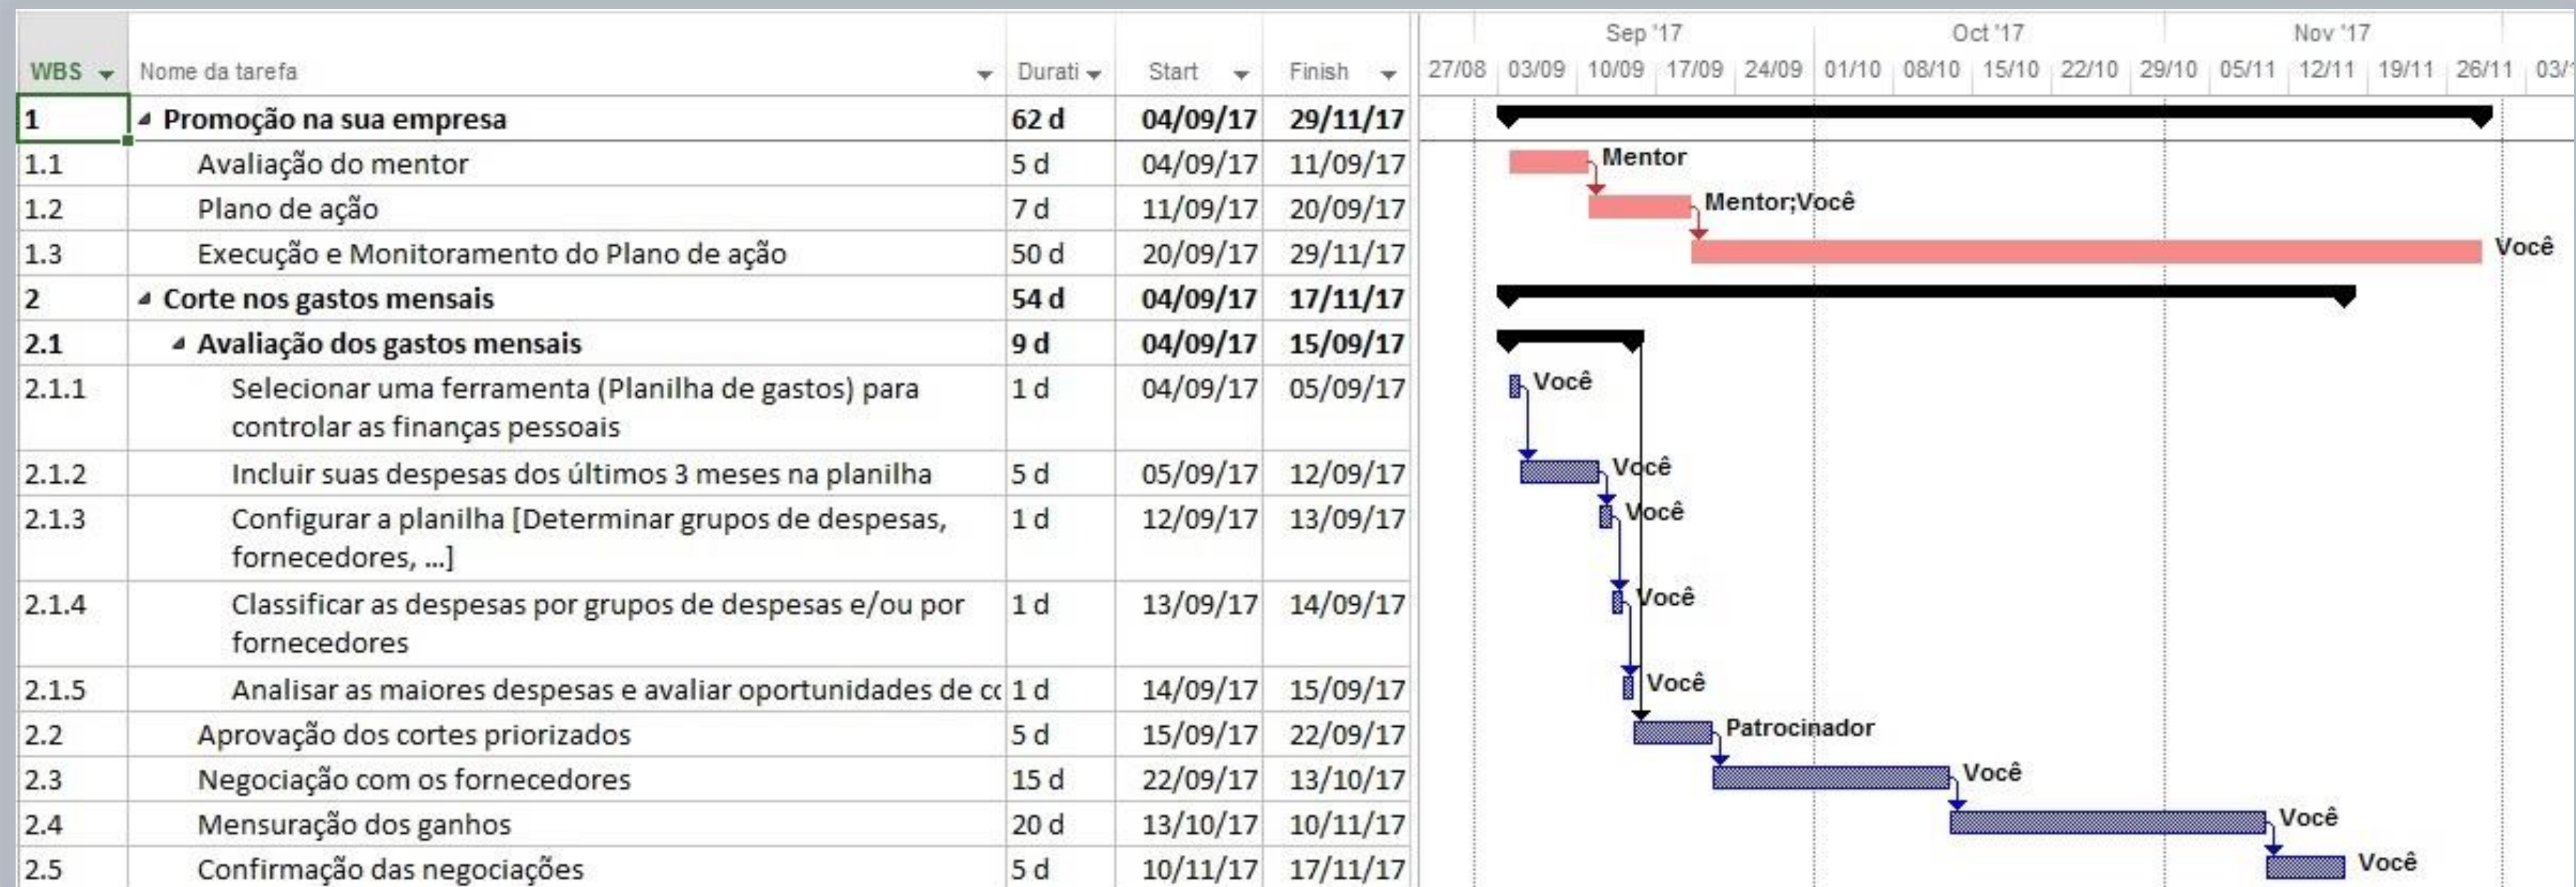 Sep '17 Oct '17 Nov '17
WBS Nome da tarefa Durati Start Finish 27/08 03/09 10/09 17/09 24/09 01/10 08/10 15/10 22/10 29/10 05/11 12/11 19/11 26/11 03/
1 Promoção na sua empresa 62 d 04/09/17 29/11/17
1.1 Avaliação do mentor 5 d 04/09/17 11/09/17 Mentor
1.2 Plano de ação 7 d 11/09/17 20/09/17 Mentor;Você
1.3 Execução e Monitoramento do Plano de ação 50 d 20/09/17 29/11/17 Você
2 Corte nos gastos mensais 54 d 04/09/17 17/11/17
2.1 Avaliação dos gastos mensais 9 d 04/09/17 15/09/17
2.1.1 Selecionar uma ferramenta (Planilha de gastos) para 1 d 04/09/17 05/09/17 Você
controlar as finanças pessoais
2.1.2 Incluir suas despesas dos últimos 3 meses na planilha 5 d 05/09/17 12/09/17 Você
2.1.3 Configurar a planilha [Determinar grupos de despesas, 1 d 12/09/17 13/09/17 Você
fornecedores, ...]
2.1.4 Classificar as despesas por grupos de despesas e/ou por 1 d 13/09/17 14/09/17 Você
fornecedores
2.1.5 Analisar as maiores despesas e avaliar oportunidades de 1 d 14/09/17 15/09/17 Você
2.2 Aprovação dos cortes priorizados 5 d 15/09/17 22/09/17 Patrocinador
2.3 Negociação com os fornecedores 15 d 22/09/17 13/10/17 Você
2.4 Mensuração dos ganhos 20 d 13/10/17 10/11/17 Você
2.5 Confirmação das negociações 5 d 10/11/17 17/11/17 Você